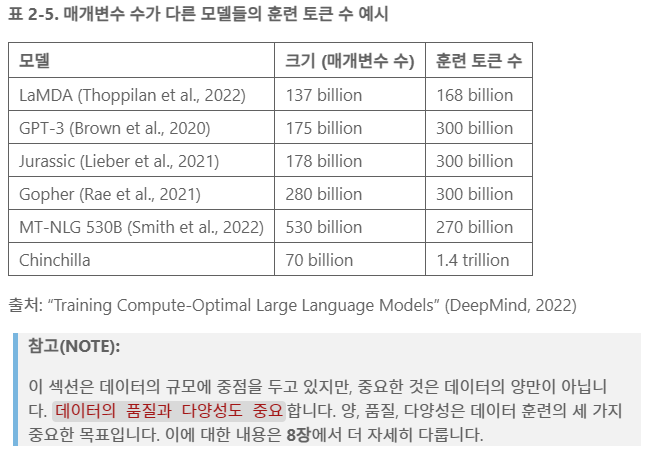 표 2-5. 매개변수 수가 다른 모델들의 훈련 토큰 수 예시
모델 크기 (매개변수 수) 훈련 토큰 수
LaMDA (Thoppilan et al., 2022) 137 billion 168 billion
GPT-3 (Brown et al., 2020) 175 billion 300 billion
Jurassic (Lieber et al., 2021) 178 billion 300 billion
Gopher (Rae et al., 2021) 280 billion 300 billion
MT-NLG 530B (Smith et al., 2022) 530 billion 270 billion
Chinchilla 70 billion 1.4 trillion
출처: “Training Compute-Optimal Large Language Models” (DeepMind, 2022)
참고(NOTE):
이 섹션은 데이터의 규모에 중점을 두고 있지만, 중요한 것은 데이터의 양만이 아닙니
다. 데이터의 품질과 다양성도 중요합니다. 양, 품질, 다양성은 데이터 훈련의 세 가지
중요한 목표입니다. 이에 대한 내용은 8장에서 더 자세히 다룹니다.